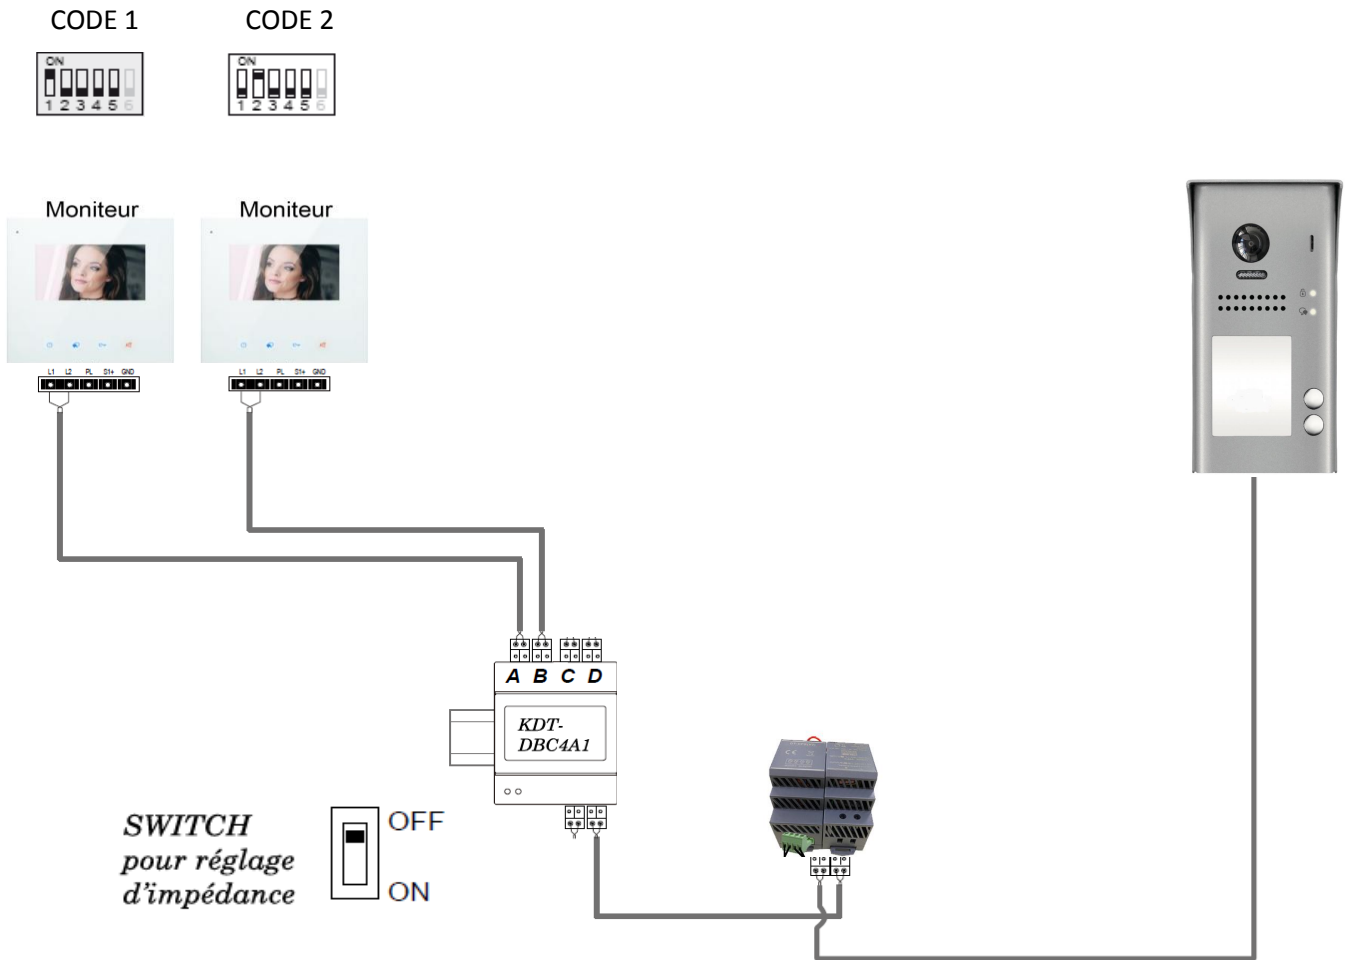 CODE 1
CODE 2
ON
1 2 3 4 5 6
ON
1 2 3 4 5 6
Moniteur
Moniteur
L1 L2 PL S1+ GND
L1 L2 PL S1+ GND
A B C D
KDT-
DBC4A1
SWITCH
pour réglage
d'impédance
OFF
ON